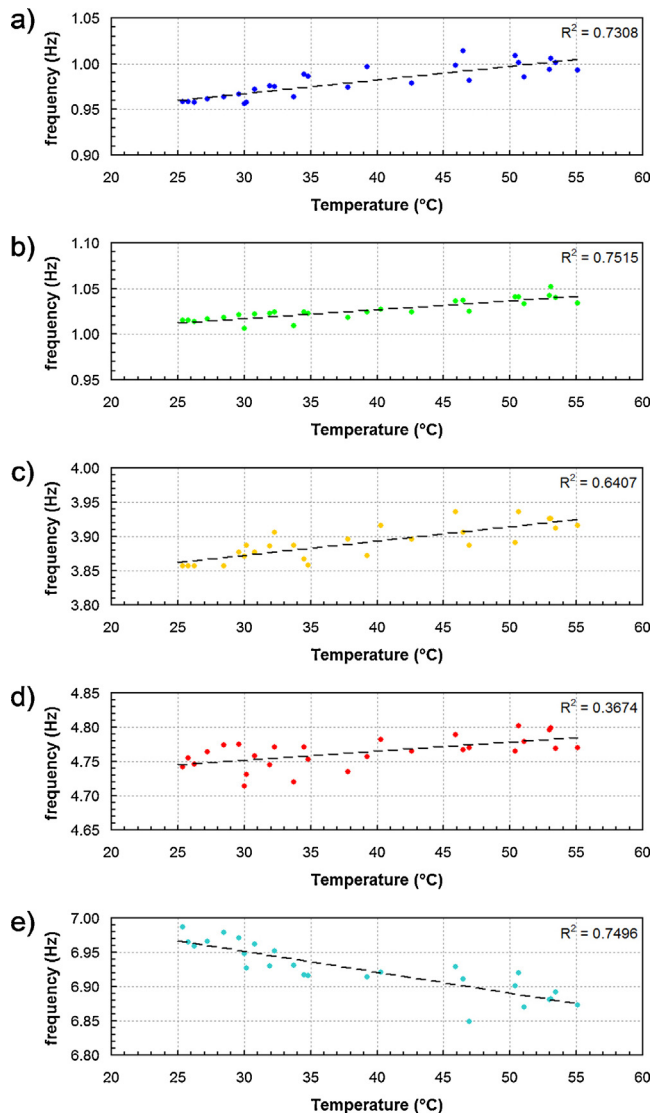 a)
frequency (Hz)
1.05
R² = 0.7308
1.00
0.95
0.90
20 25 30 35 40 45 50 55 60
Temperature (°C)
b)
frequency (Hz)
1.10
R² = 0.7515
1.05
1.00
0.95
20 25 30 35 40 45 50 55 60
Temperature (°C)
c)
frequency (Hz)
4.00
R² = 0.6407
3.95
3.90
3.85
3.80
20 25 30 35 40 45 50 55 60
Temperature (°C)
d)
frequency (Hz)
4.85
R² = 0.3674
4.80
4.75
4.70
4.65
20 25 30 35 40 45 50 55 60
Temperature (°C)
e)
frequency (Hz)
7.00
R² = 0.7496
6.95
6.90
6.85
6.80
20 25 30 35 40 45 50 55 60
Temperature (°C)